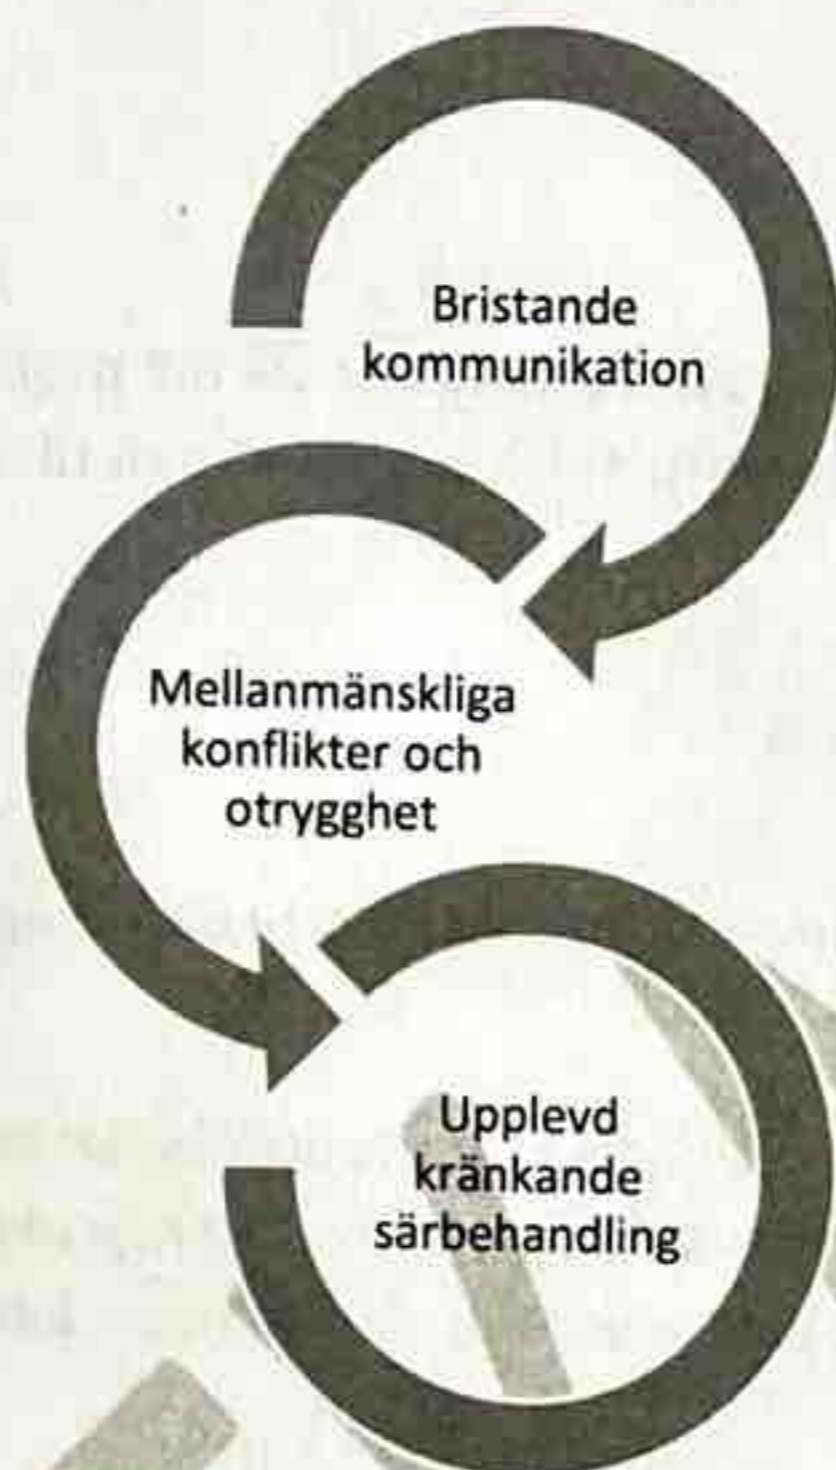 Bristande
kommunikation
Mellanmänskliga
konflikter och
otrygghet
Upplevd
kränkande
särbehandling